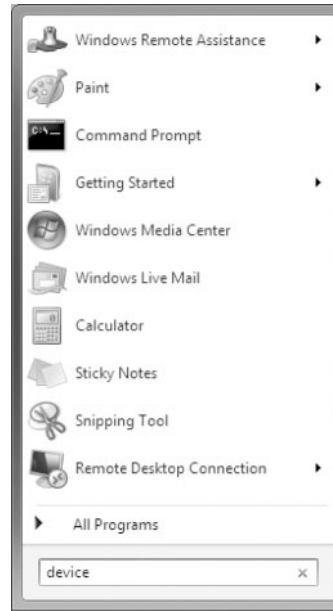 Windows Remote Assistance
Paint
C:\
Command Prompt
Getting Started
Windows Media Center
Windows Live Mail
Calculator
Sticky Notes
Snipping Tool
Remote Desktop Connection
All Programs
device